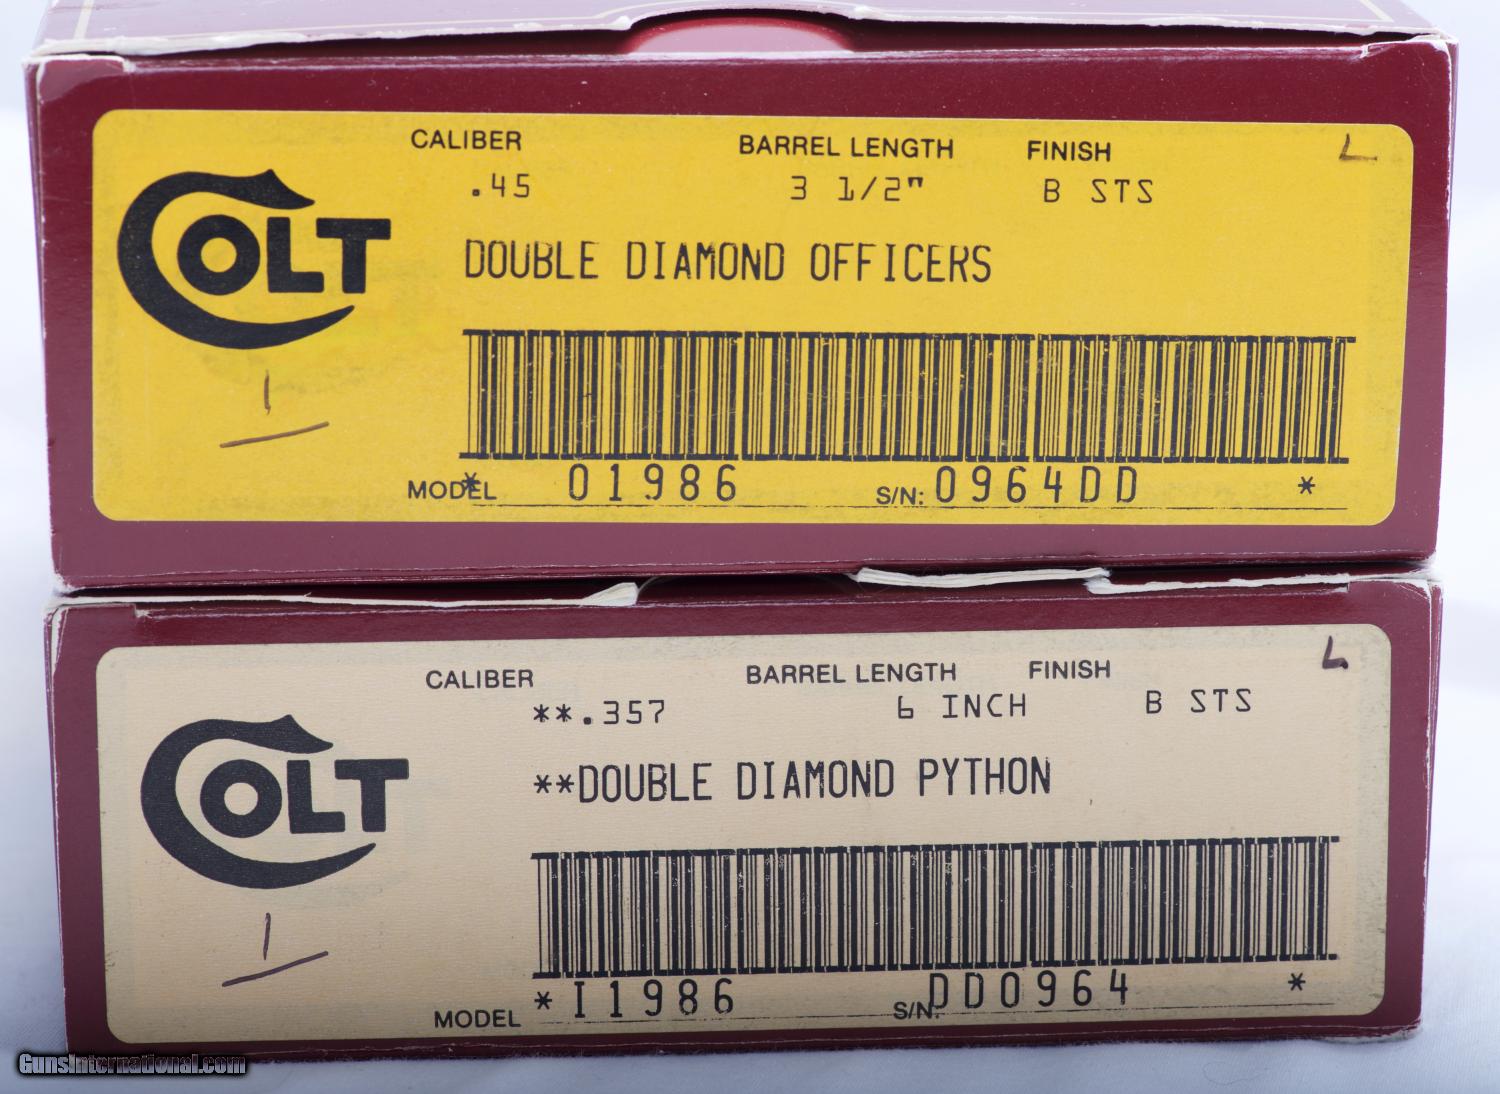 CALIBER BARREL LENGTH FINISH L
.45 3 1/2" B STS
COLT
DOUBLE DIAMOND OFFICERS
1
MODEL * 01986 S/N: 0964DD *
CALIBER BARREL LENGTH FINISH L
**.357 6 INCH B STS
COLT
**DOUBLE DIAMOND PYTHON
1
MODEL *I1986 S/N: DD0964 *
GunsInternational.com